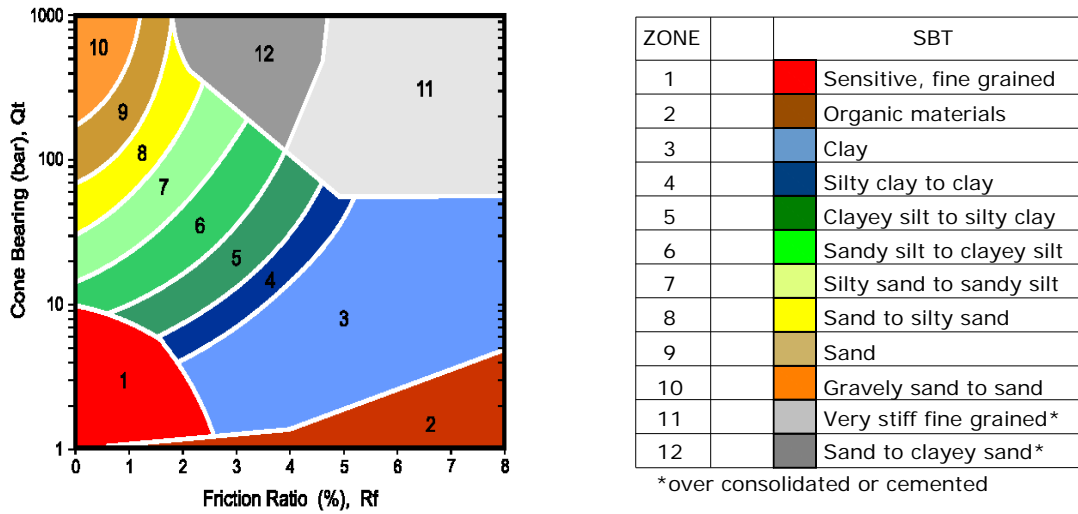 1000
100
10
1
Cone Bearing (bar), Qt
10
12
9
11
8
7
6
5
4
3
1
2
0 1 2 3 4 5 6 7 8
Friction Ratio (%), Rf
ZONE SBT
1 Sensitive, fine grained
2 Organic materials
3 Clay
4 Silty clay to clay
5 Clayey silt to silty clay
6 Sandy silt to clayey silt
7 Silty sand to sandy silt
8 Sand to silty sand
9 Sand
10 Gravely sand to sand
11 Very stiff fine grained*
12 Sand to clayey sand*
*over consolidated or cemented